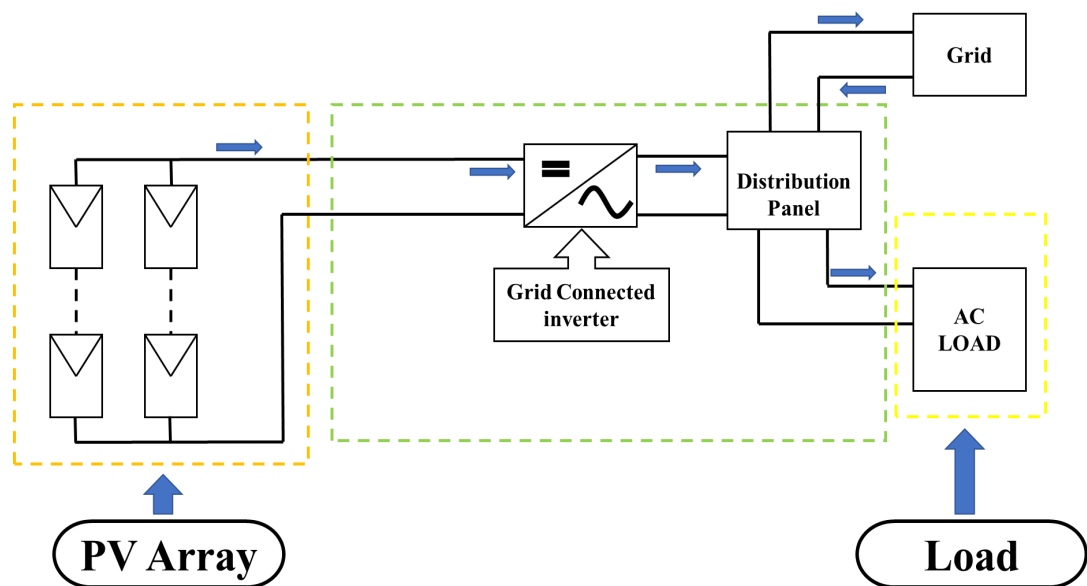 Grid
Distribution
Panel
Grid Connected
inverter
AC
LOAD
PV Array
Load